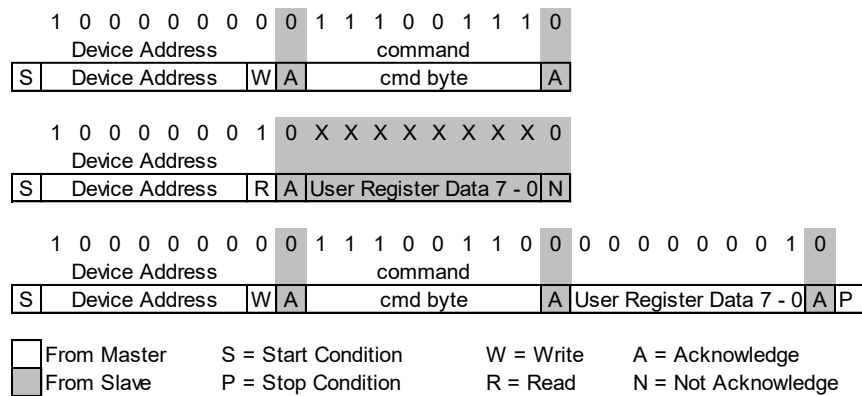 1 0 0 0 0 0 0 0 0 1 1 1 0 0 1 1 1 0
Device Address command
S Device Address W A cmd byte A
1 0 0 0 0 0 0 1 0 X X X X X X X X 0
Device Address
S Device Address R A User Register Data 7 - 0 N
1 0 0 0 0 0 0 0 0 1 1 1 0 0 1 1 0 0 0 0 0 0 0 0 0 1 0
Device Address command
S Device Address W A cmd byte A User Register Data 7 - 0 A P
From Master S = Start Condition W = Write A = Acknowledge
From Slave P = Stop Condition R = Read N = Not Acknowledge